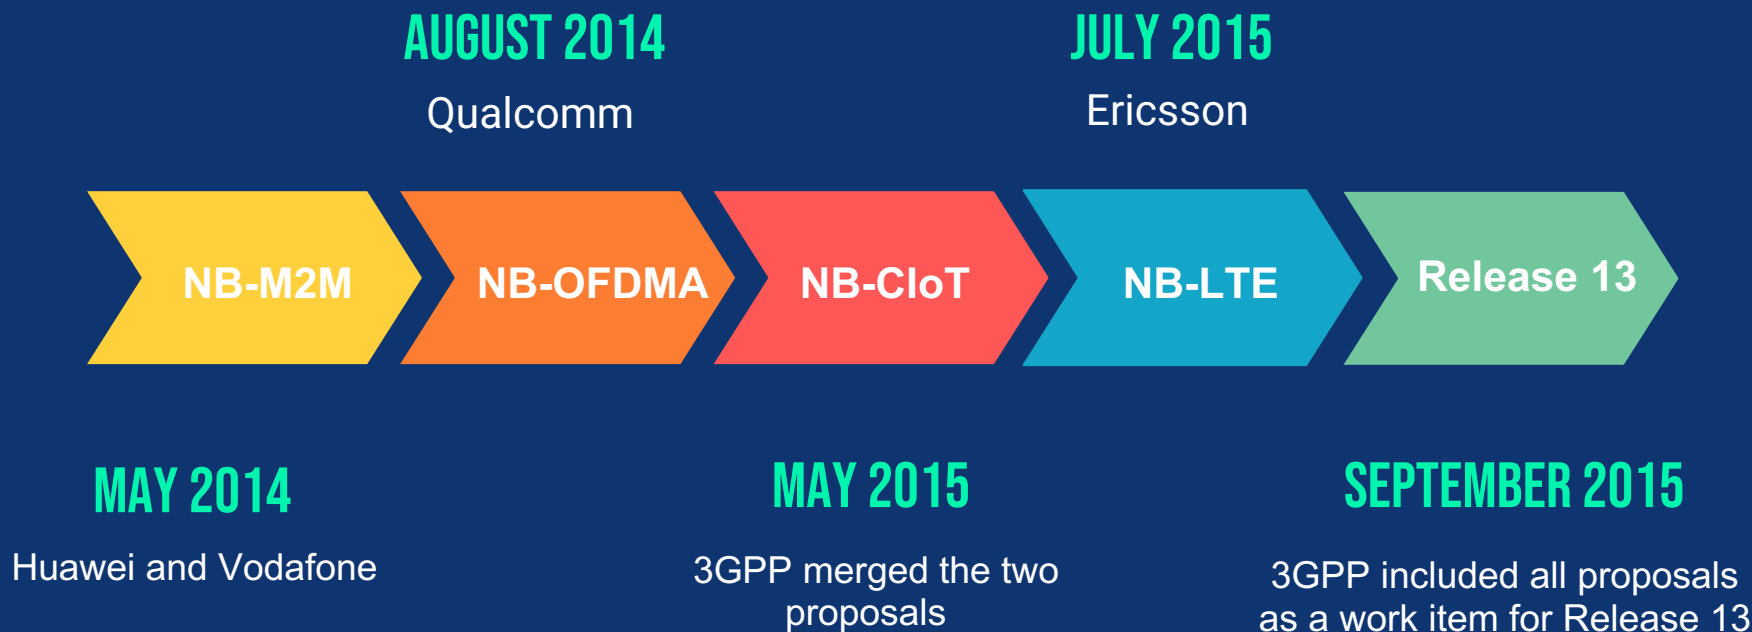 AUGUST 2014
JULY 2015
Qualcomm
Ericsson
NB-M2M
NB-OFDMA
NB-CIoT
NB-LTE
Release 13
MAY 2014
MAY 2015
SEPTEMBER 2015
Huawei and Vodafone
3GPP merged the two
proposals
3GPP included all proposals
as a work item for Release 13